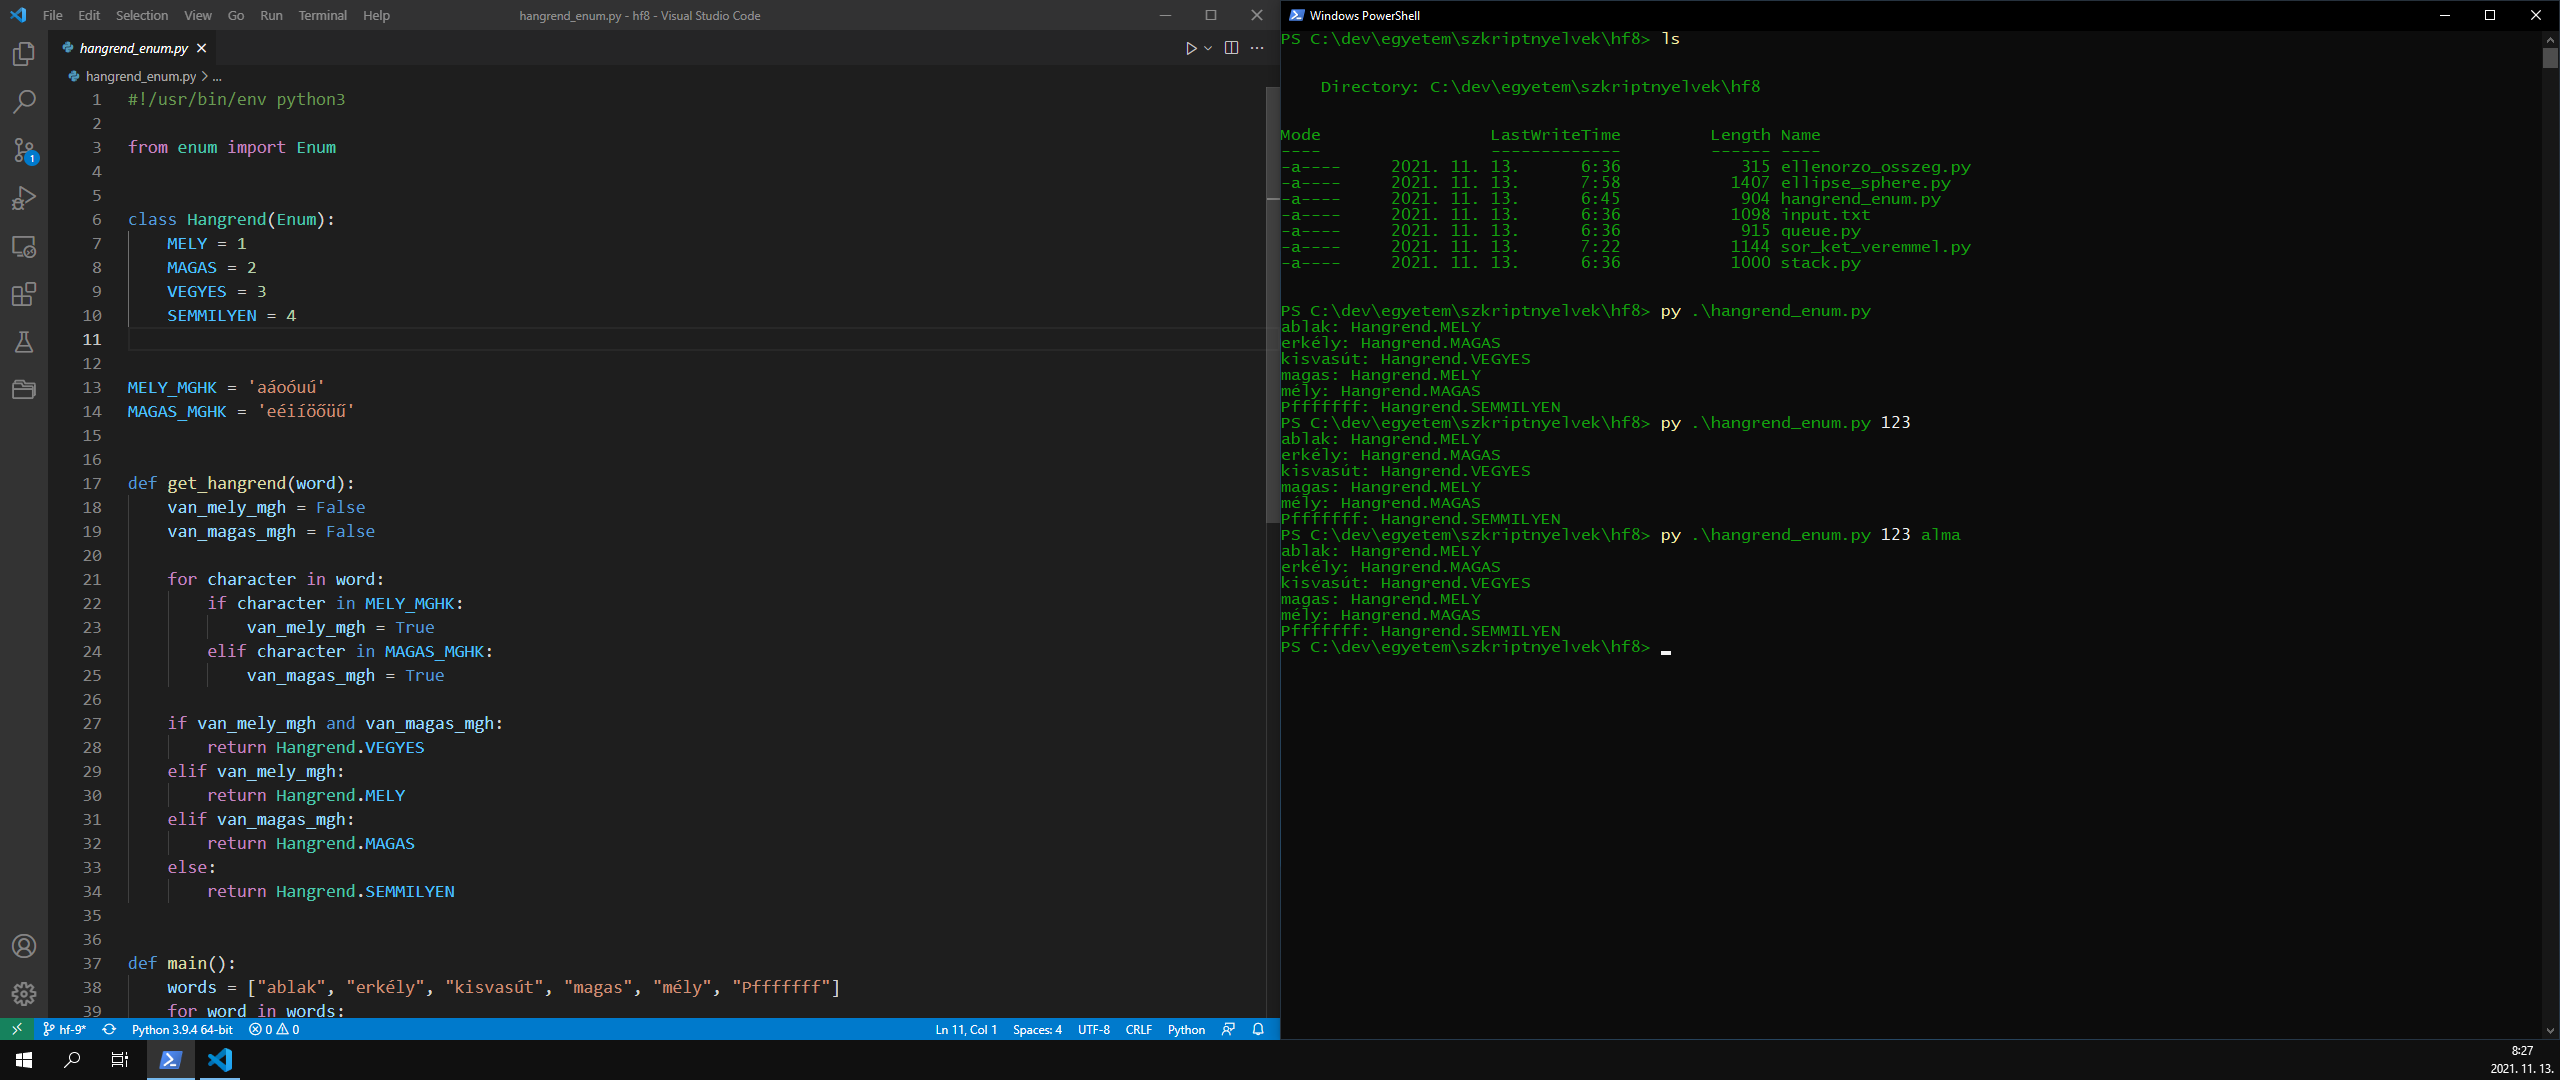 File Edit Selection View Go Run Terminal Help
hangrend_enum.py - hf8 - Visual Studio Code
hangrend_enum.py
hangrend_enum.py > ...
1 #!/usr/bin/env python3
2
3 from enum import Enum
4
5
6 class Hangrend(Enum):
7 MELY = 1
8 MAGAS = 2
9 VEGYES = 3
10 SEMMILYEN = 4
11
12
13 MELY_MGHK = 'aáoóuú'
14 MAGAS_MGHK = 'eéiíöőüű'
15
16
17 def get_hangrend(word):
18 van_mely_mgh = False
19 van_magas_mgh = False
20
21 for character in word:
22 if character in MELY_MGHK:
23 van_mely_mgh = True
24 elif character in MAGAS_MGHK:
25 van_magas_mgh = True
26
27 if van_mely_mgh and van_magas_mgh:
28 return Hangrend.VEGYES
29 elif van_mely_mgh:
30 return Hangrend.MELY
31 elif van_magas_mgh:
32 return Hangrend.MAGAS
33 else:
34 return Hangrend.SEMMILYEN
35
36
37 def main():
38 words = ["ablak", "erkély", "kisvasút", "magas", "mély", "Pfffffff"]
39 for word in words:
1
hf-9* Python 3.9.4 64-bit 0 0 Ln 11, Col 1 Spaces: 4 UTF-8 CRLF Python
Windows PowerShell
PS C:\dev\egyetem\szkriptnyelvek\hf8> ls
Directory: C:\dev\egyetem\szkriptnyelvek\hf8
Mode LastWriteTime Length Name
---- ------------- ------ ----
-a---- 2021. 11. 13. 6:36 315 ellenorzo_osszeg.py
-a---- 2021. 11. 13. 7:58 1407 ellipse_sphere.py
-a---- 2021. 11. 13. 6:45 904 hangrend_enum.py
-a---- 2021. 11. 13. 6:36 1098 input.txt
-a---- 2021. 11. 13. 6:36 915 queue.py
-a---- 2021. 11. 13. 7:22 1144 sor_ket_veremmel.py
-a---- 2021. 11. 13. 6:36 1000 stack.py
PS C:\dev\egyetem\szkriptnyelvek\hf8> py .\hangrend_enum.py
ablak: Hangrend.MELY
erkély: Hangrend.MAGAS
kisvasút: Hangrend.VEGYES
magas: Hangrend.MELY
mély: Hangrend.MAGAS
Pfffffff: Hangrend.SEMMILYEN
PS C:\dev\egyetem\szkriptnyelvek\hf8> py .\hangrend_enum.py 123
ablak: Hangrend.MELY
erkély: Hangrend.MAGAS
kisvasút: Hangrend.VEGYES
magas: Hangrend.MELY
mély: Hangrend.MAGAS
Pfffffff: Hangrend.SEMMILYEN
PS C:\dev\egyetem\szkriptnyelvek\hf8> py .\hangrend_enum.py 123 alma
ablak: Hangrend.MELY
erkély: Hangrend.MAGAS
kisvasút: Hangrend.VEGYES
magas: Hangrend.MELY
mély: Hangrend.MAGAS
Pfffffff: Hangrend.SEMMILYEN
PS C:\dev\egyetem\szkriptnyelvek\hf8>
8:27
2021. 11. 13.